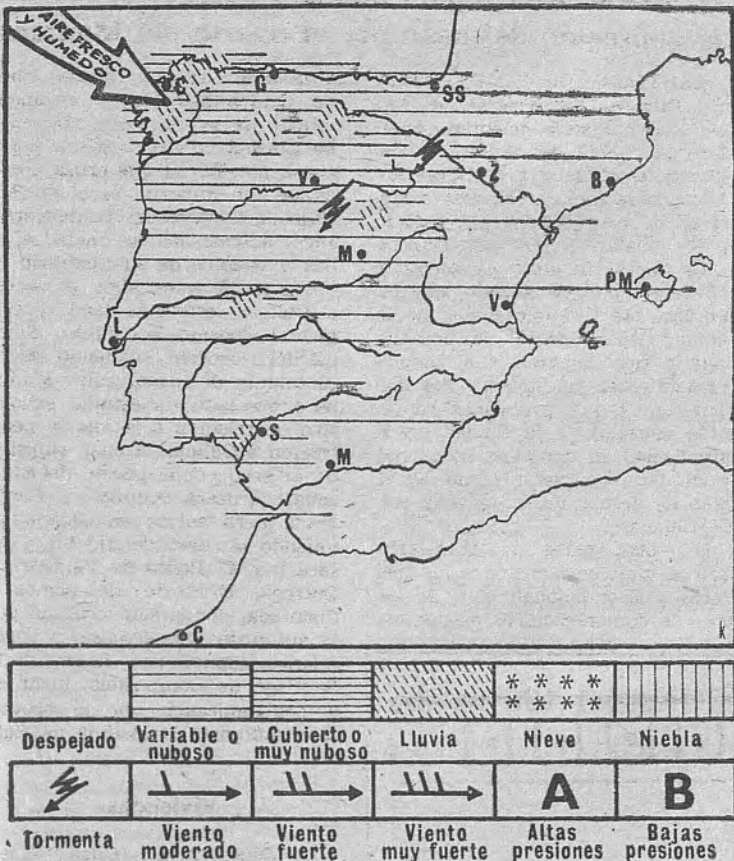 AIRE FRESCO
Y HUMEDO
C
G
SS
V
Z
B
M
PM
V
L
S
M
C
k
Despejado
Variable o
nuboso
Cubierto o
muy nuboso
Lluvia
Nieve
Niebla
Tormenta
Viento
moderado
Viento
fuerte
Viento
muy fuerte
A
Altas
presiones
B
Bajas
presiones